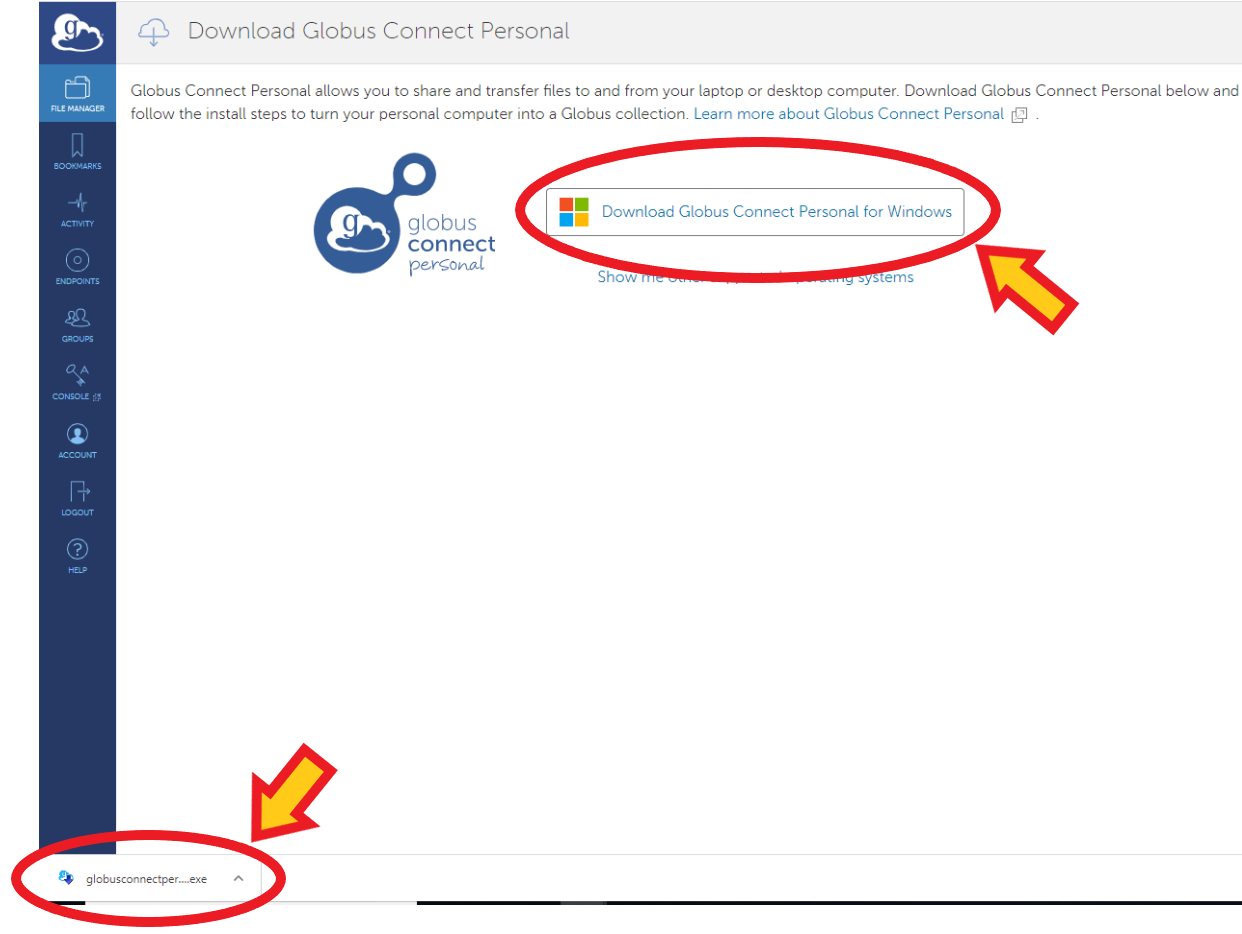 g
Download Globus Connect Personal
FILE MANAGER
BOOKMARKS
ACTIVITY
ENDPOINTS
GROUPS
CONSOLE
ACCOUNT
LOGOUT
HELP
Globus Connect Personal allows you to share and transfer files to and from your laptop or desktop computer. Download Globus Connect Personal below and
follow the install steps to turn your personal computer into a Globus collection. Learn more about Globus Connect Personal .
g
globus
connect
personal
Download Globus Connect Personal for Windows
Show me other systems
globusconnectper....exe